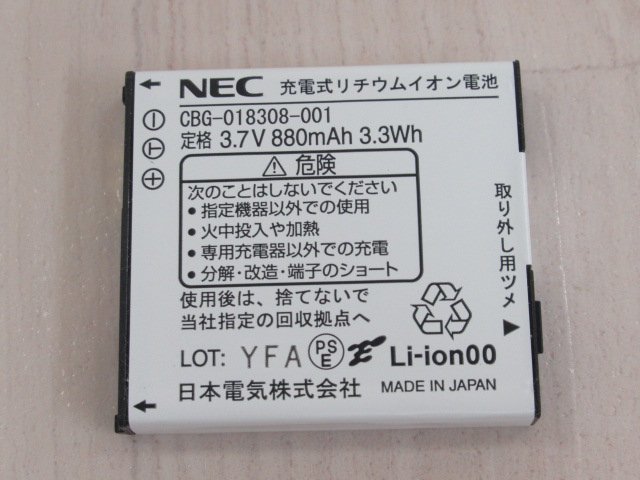 NEC 充電式リチウムイオン電池
CBG-018308-001
定格 3.7V 880mAh 3.3Wh
危険
次のことはしないでください
•指定機器以外での使用
•火中投入や加熱
•専用充電器以外での充電
•分解・改造・端子のショート
使用後は、捨てないで
当社指定の回収拠点へ
LOT: YFA PSE Li-ion00
日本電気株式会社 MADE IN JAPAN
取り外し用ツメ